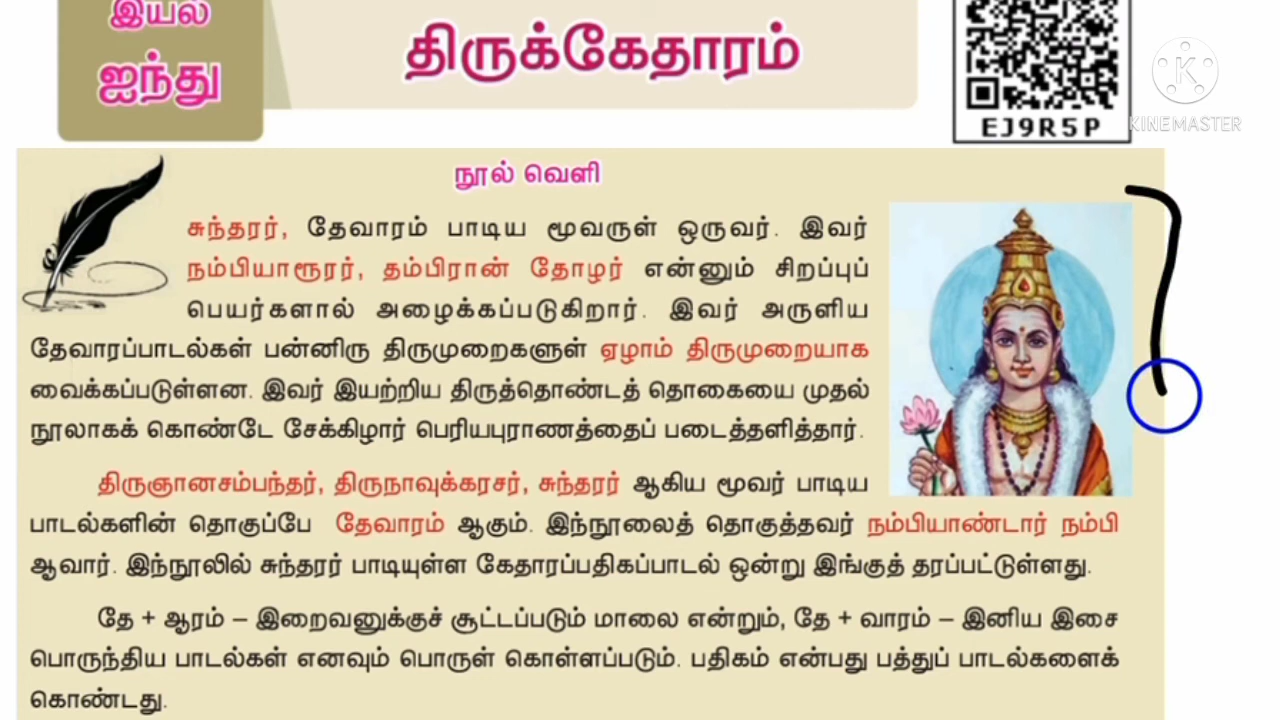 இயல்
ஐந்து
திருக்கேதாரம்
EJ9R5P
KINEMASTER
நூல் வெளி
சுந்தரர், தேவாரம் பாடிய மூவருள் ஒருவர். இவர்
நம்பியாரூரர், தம்பிரான் தோழர் என்னும் சிறப்புப்
பெயர்களால் அழைக்கப்படுகிறார். இவர் அருளிய
தேவாரப்பாடல்கள் பன்னிரு திருமுறைகளுள் ஏழாம் திருமுறையாக
வைக்கப்படுள்ளன. இவர் இயற்றிய திருத்தொண்டத் தொகையை முதல்
நூலாகக் கொண்டே சேக்கிழார் பெரியபுராணத்தைப் படைத்தளித்தார்.
திருஞானசம்பந்தர், திருநாவுக்கரசர், சுந்தரர் ஆகிய மூவர் பாடிய
பாடல்களின் தொகுப்பே தேவாரம் ஆகும். இந்நூலைத் தொகுத்தவர் நம்பியாண்டார் நம்பி
ஆவார். இந்நூலில் சுந்தரர் பாடியுள்ள கேதாரப்பதிகப்பாடல் ஒன்று இங்குத் தரப்பட்டுள்ளது.
தே + ஆரம் – இறைவனுக்குச் சூட்டப்படும் மாலை என்றும், தே + வாரம் – இனிய இசை
பொருந்திய பாடல்கள் எனவும் பொருள் கொள்ளப்படும். பதிகம் என்பது பத்துப் பாடல்களைக்
கொண்டது.